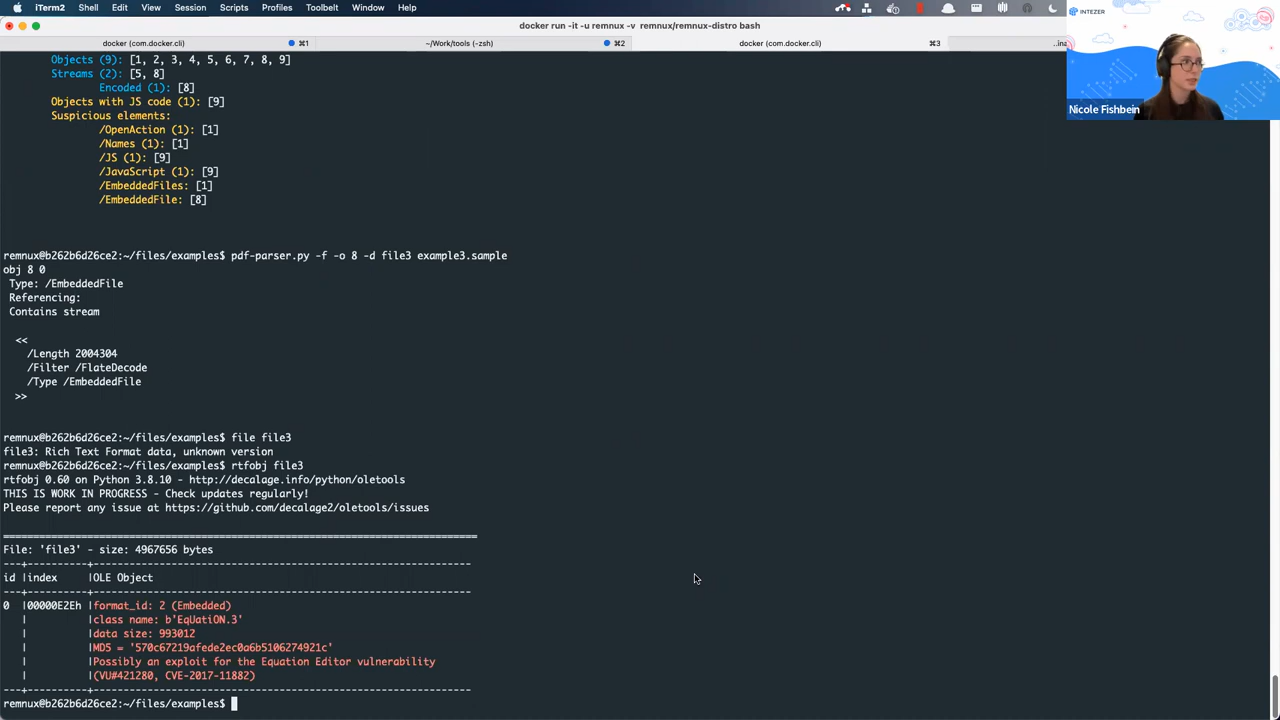 iTerm2 Shell Edit View Session Scripts Profiles Toolbelt Window Help
docker run -it -u remnux -v remnux/remnux-distro bash
docker (com.docker.cli) ⌘1 ~/Work/tools (-zsh) ⌘2 docker (com.docker.cli) ⌘3
INTEZER
Nicole Fishbein
Objects (9): [1, 2, 3, 4, 5, 6, 7, 8, 9]
Streams (2): [5, 8]
Encoded (1): [8]
Objects with JS code (1): [9]
Suspicious elements:
/OpenAction (1): [1]
/Names (1): [1]
/JS (1): [9]
/JavaScript (1): [9]
/EmbeddedFiles: [1]
/EmbeddedFile: [8]
remnux@b262b6d26ce2:~/files/examples$ pdf-parser.py -f -o 8 -d file3 example3.sample
obj 8 0
Type: /EmbeddedFile
Referencing:
Contains stream
<<
/Length 2004304
/Filter /FlateDecode
/Type /EmbeddedFile
>>
remnux@b262b6d26ce2:~/files/examples$ file file3
file3: Rich Text Format data, unknown version
remnux@b262b6d26ce2:~/files/examples$ rtfobj file3
rtfobj 0.60 on Python 3.8.10 - http://decalage.info/python/oletools
THIS IS WORK IN PROGRESS - Check updates regularly!
Please report any issue at https://github.com/decalage2/oletools/issues
===============================================================================
File: 'file3' - size: 4967656 bytes
---+----------+---------------------------------------------------------------
id |index |OLE Object
---+----------+---------------------------------------------------------------
0 |00000E2Eh |format_id: 2 (Embedded)
| |class name: b'EqUatiON.3'
| |data size: 993012
| |MD5 = '570c67219afede2ec0a6b5106274921c'
| |Possibly an exploit for the Equation Editor vulnerability
| |(VU#421280, CVE-2017-11882)
---+----------+---------------------------------------------------------------
remnux@b262b6d26ce2:~/files/examples$